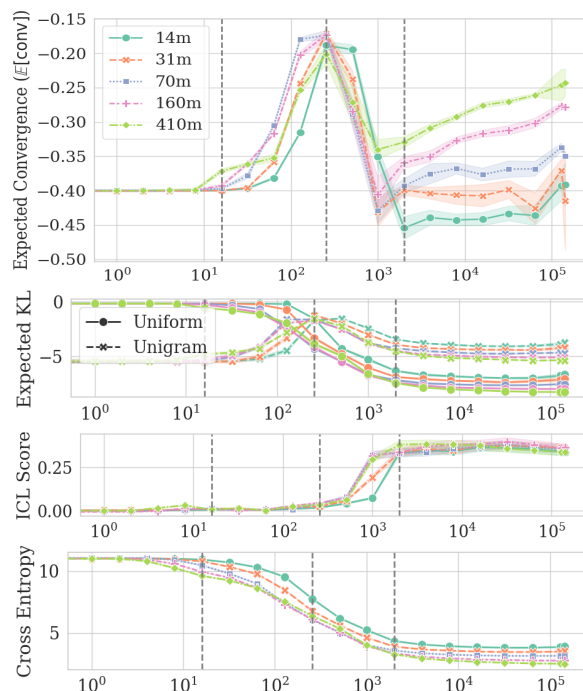 Expected Convergence (𝔼[conv])
−0.15
−0.20
−0.25
−0.30
−0.35
−0.40
−0.45
−0.50
14m
31m
70m
160m
410m
10⁰ 10¹ 10² 10³ 10⁴ 10⁵
Expected KL
0
−5
Uniform
Unigram
10⁰ 10¹ 10² 10³ 10⁴ 10⁵
ICL Score
0.25
0.00
10⁰ 10¹ 10² 10³ 10⁴ 10⁵
Cross Entropy
10
5
10⁰ 10¹ 10² 10³ 10⁴ 10⁵